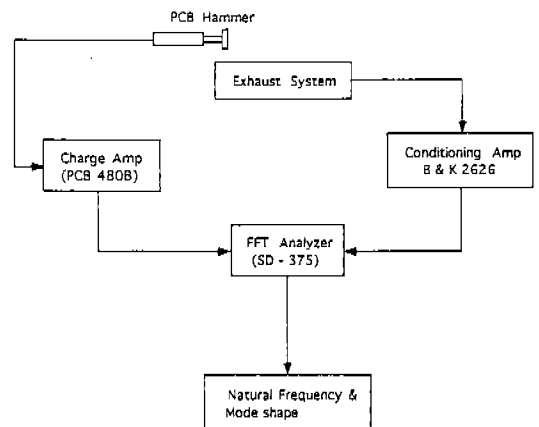 PCB Hammer
Exhaust System
Charge Amp
(PCB 480B)
Conditioning Amp
B & K 2626
FFT Analyzer
(SD - 375)
Natural Frequency &
Mode shape